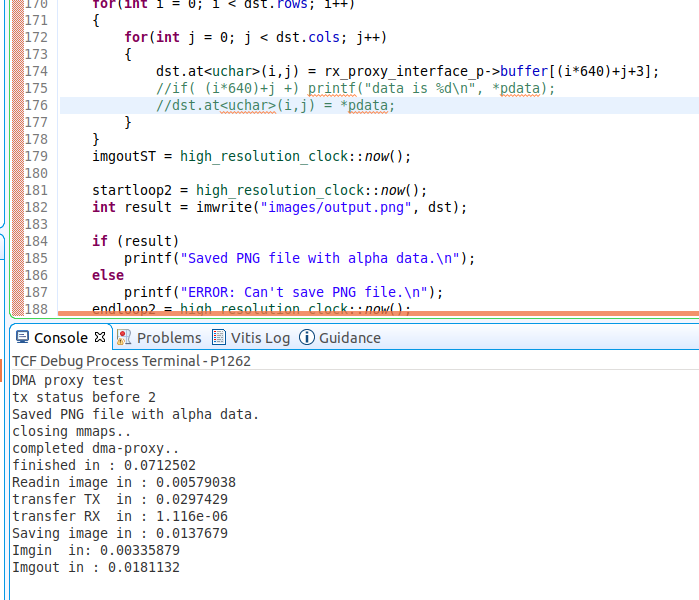 170 for(int i = 0; i < dst.rows; i++)
171 {
172 for(int j = 0; j < dst.cols; j++)
173 {
174 dst.at<uchar>(i,j) = rx_proxy_interface_p->buffer[(i*640)+j+3];
175 //if( (i*640)+j +) printf("data is %d\n", *pdata);
176 //dst.at<uchar>(i,j) = *pdata;
177 }
178 }
179 imgoutST = high_resolution_clock::now();
180
181 startloop2 = high_resolution_clock::now();
182 int result = imwrite("images/output.png", dst);
183
184 if (result)
185 printf("Saved PNG file with alpha data.\n");
186 else
187 printf("ERROR: Can't save PNG file.\n");
188 endloop2 = high_resolution_clock::now();
Console Problems Vitis Log Guidance
TCF Debug Process Terminal - P1262
DMA proxy test
tx status before 2
Saved PNG file with alpha data.
closing mmaps..
completed dma-proxy..
finished in : 0.0712502
Readin image in : 0.00579038
transfer TX  in : 0.0297429
transfer RX  in : 1.116e-06
Saving image in : 0.0137679
Imgin  in: 0.00335879
Imgout in : 0.0181132